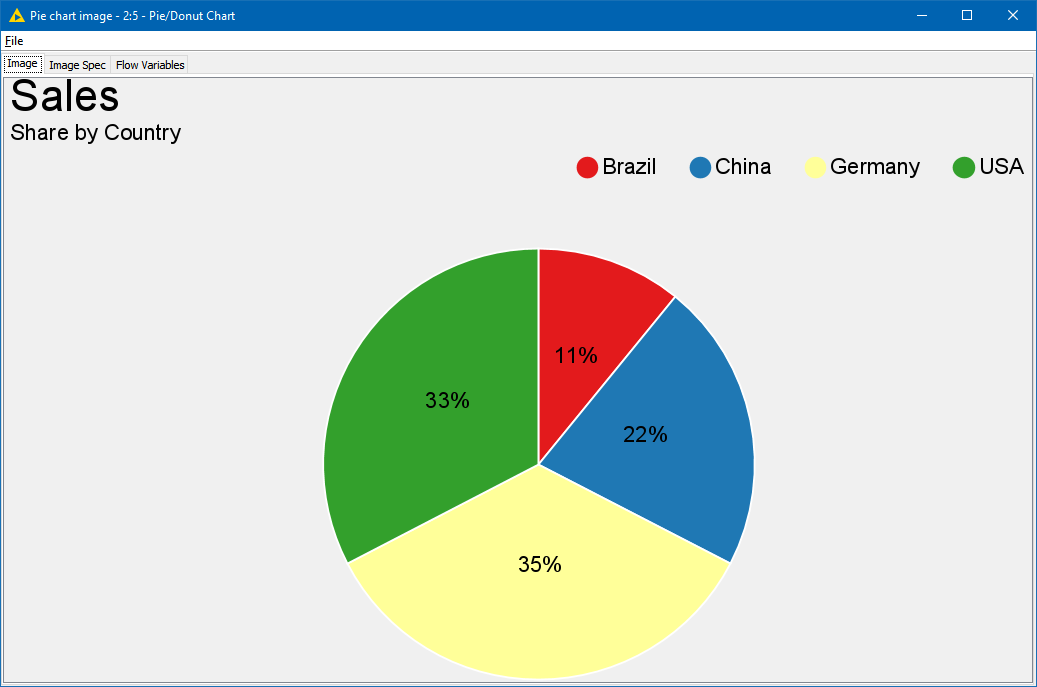 Pie chart image - 2:5 - Pie/Donut Chart
File
Image Image Spec Flow Variables
Sales
Share by Country
Brazil China Germany USA
11%
33%
22%
35%